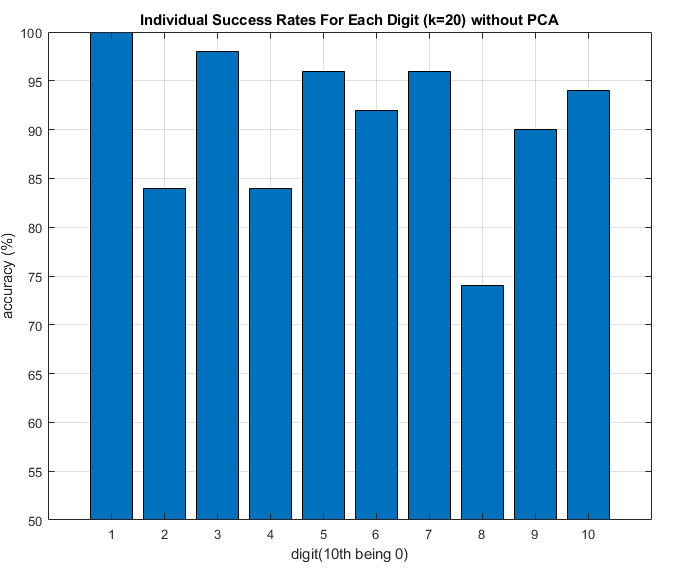 Individual Success Rates For Each Digit (k=20) without PCA
100
95
90
85
80
75
70
65
60
55
50
accuracy (%)
1 2 3 4 5 6 7 8 9 10
digit(10th being 0)